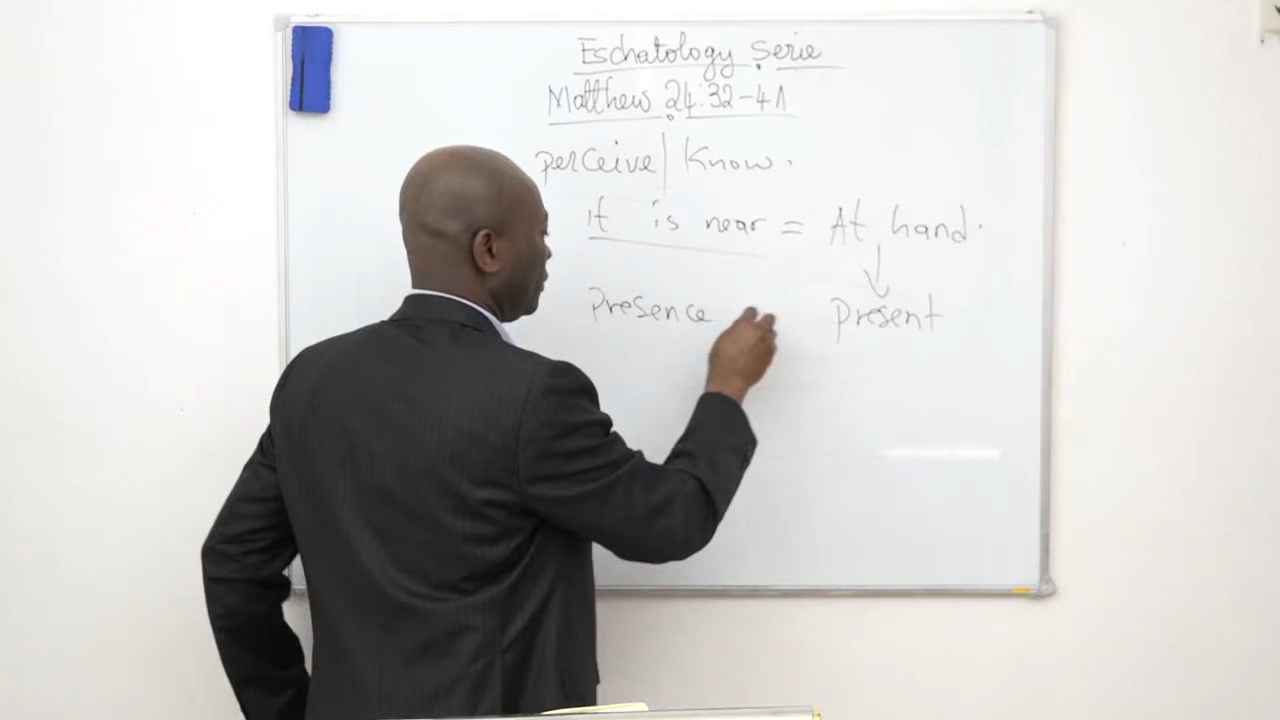 Eschatology Serie
Matthew 24:32-41
perceive | Know.
it is near = At hand.
Presence Present